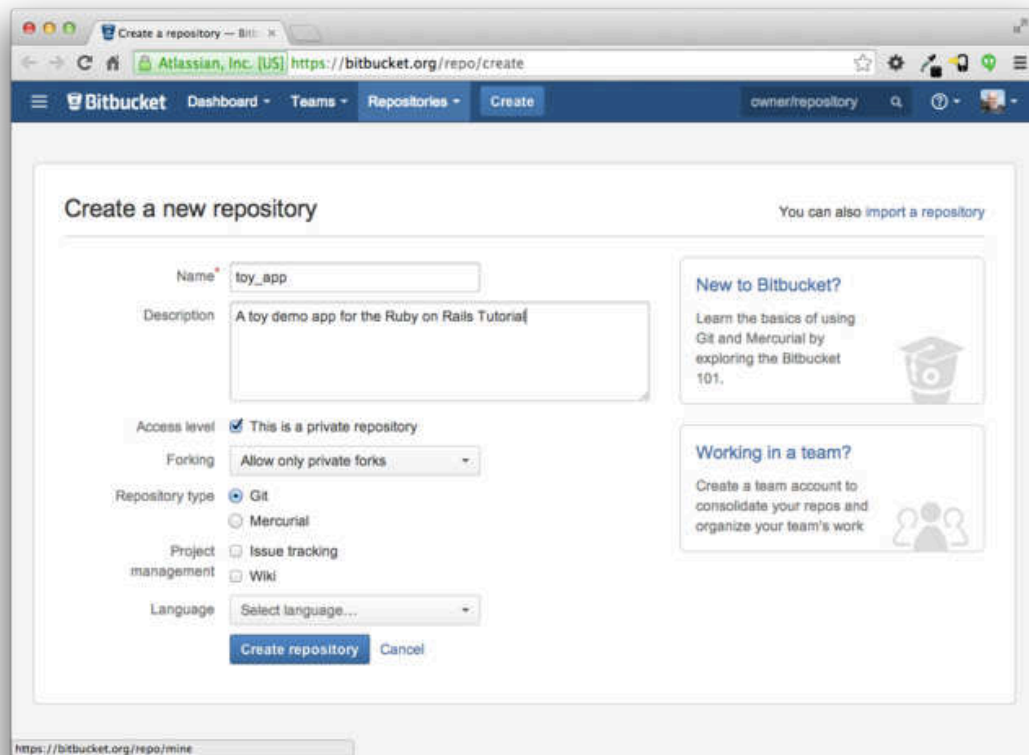 Create a repository — Bit
Atlassian, Inc. [US] https://bitbucket.org/repo/create
Bitbucket Dashboard Teams Repositories Create owner/repository
Create a new repository
You can also import a repository
Name*
toy_app
Description
A toy demo app for the Ruby on Rails Tutorial
Access level
This is a private repository
Forking
Allow only private forks
Repository type
Git
Mercurial
Project
management
Issue tracking
Wiki
Language
Select language...
Create repository Cancel
New to Bitbucket?
Learn the basics of using
Git and Mercurial by
exploring the Bitbucket
101.
Working in a team?
Create a team account to
consolidate your repos and
organize your team's work
https://bitbucket.org/repo/mine